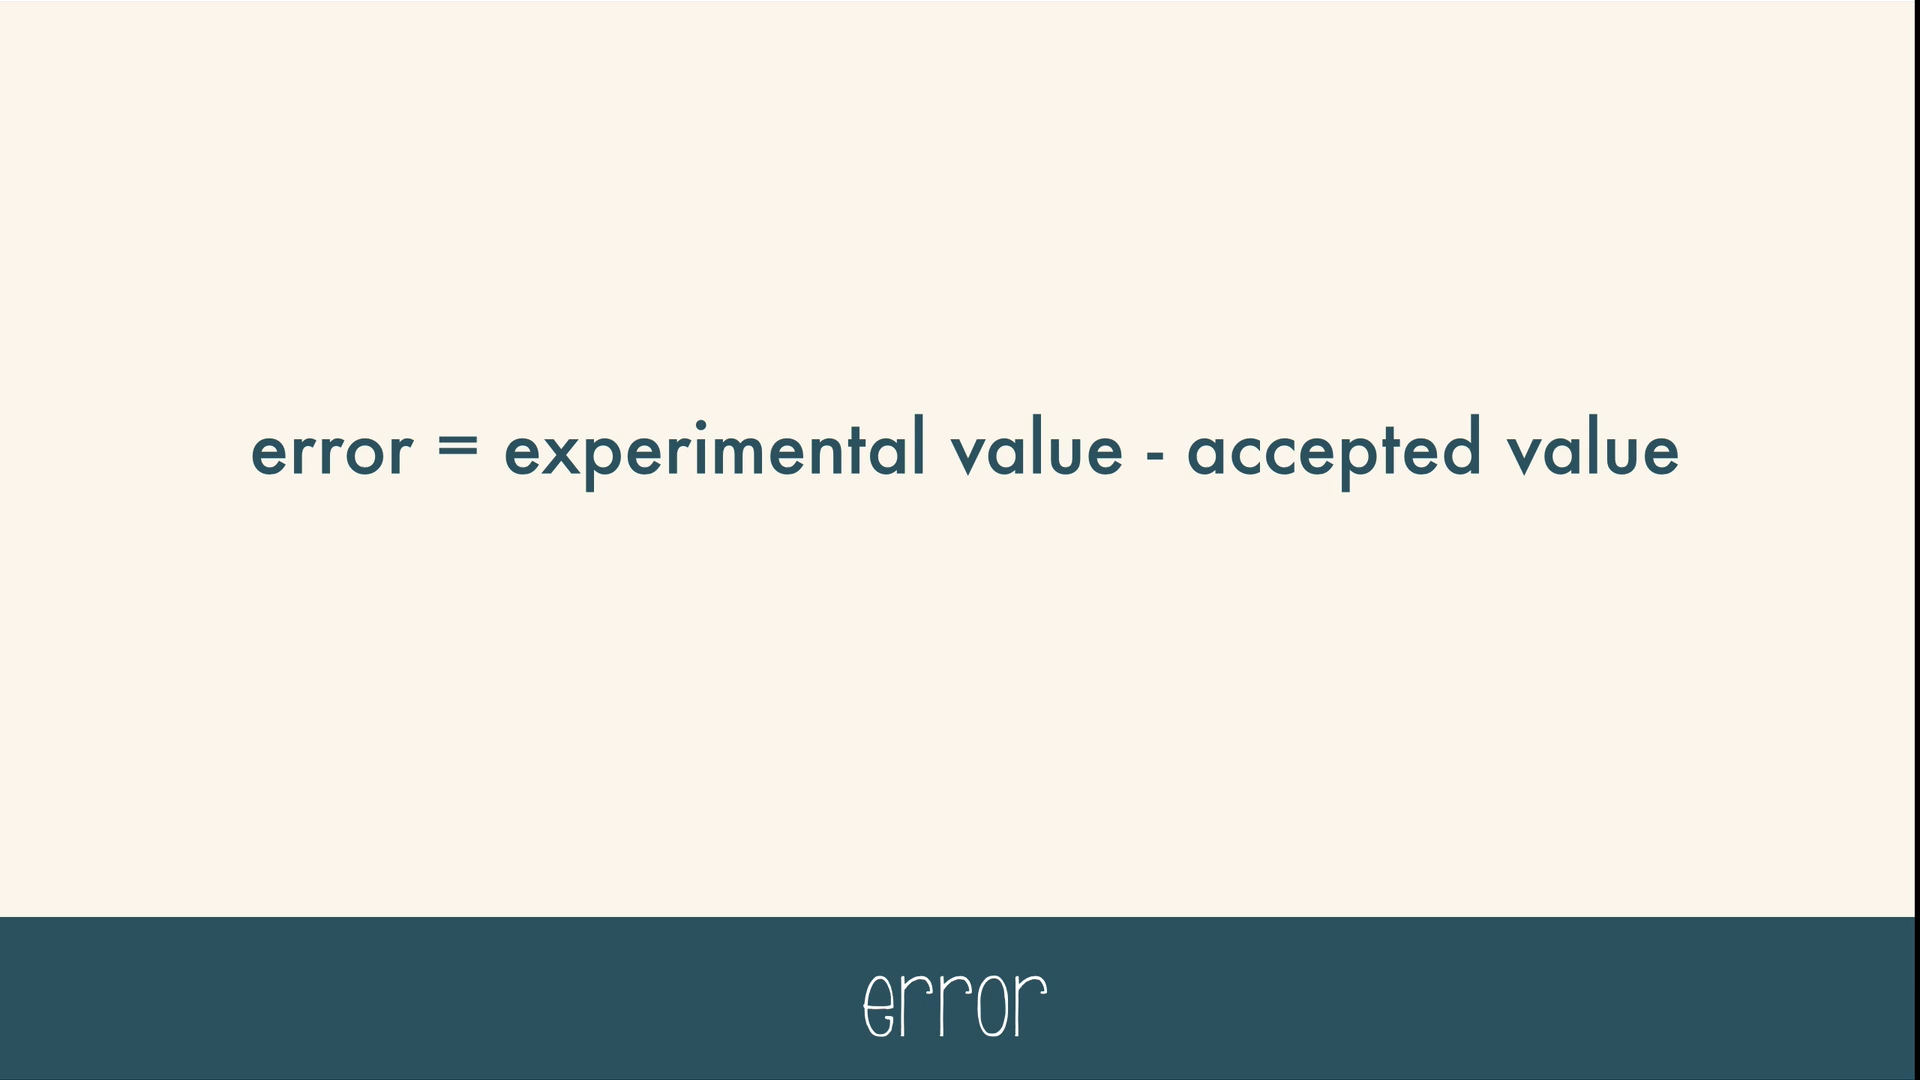 error = experimental value - accepted value
error